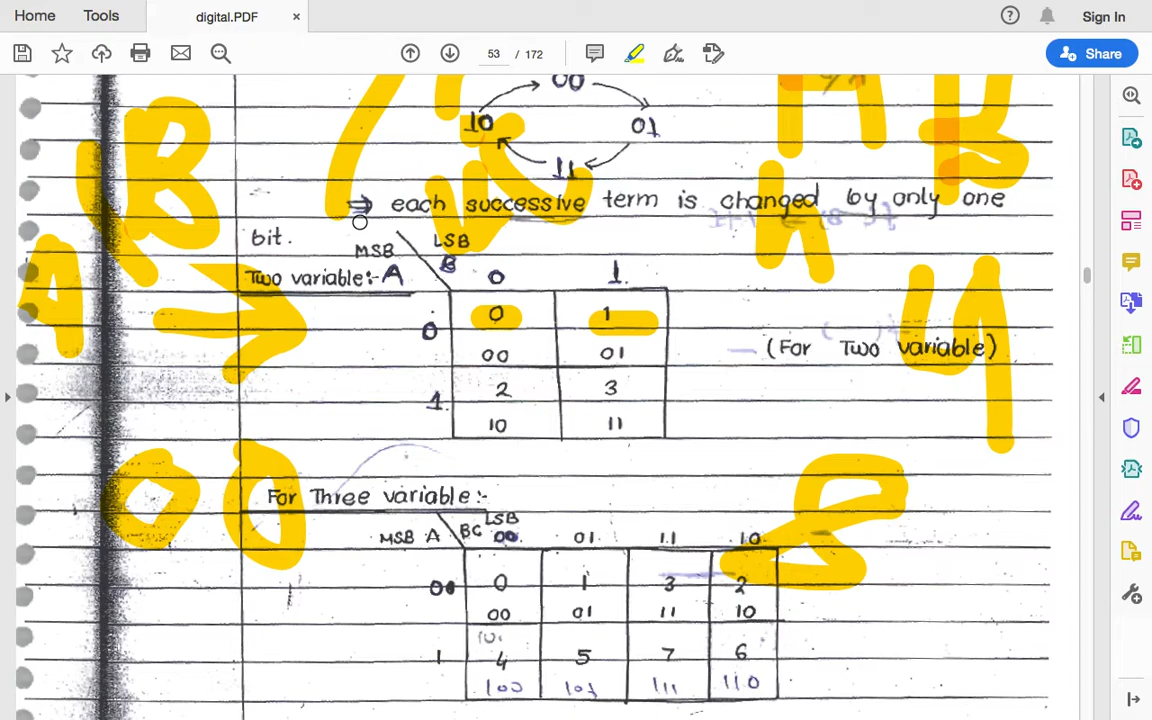 Home Tools digital.PDF × Sign In
53 / 172 Share
00
10 01
11
⇒ each successive term is changed by only one
bit.
MSB LSB
Two variable:- A B 0 1
0 0 1
00 01 (For Two variable)
1 2 3
10 11
For Three variable:-
MSB A BC LSB 00 01 11 10
0 0 1 3 2
00 01 11 10
1 4 5 7 6
100 101 111 110